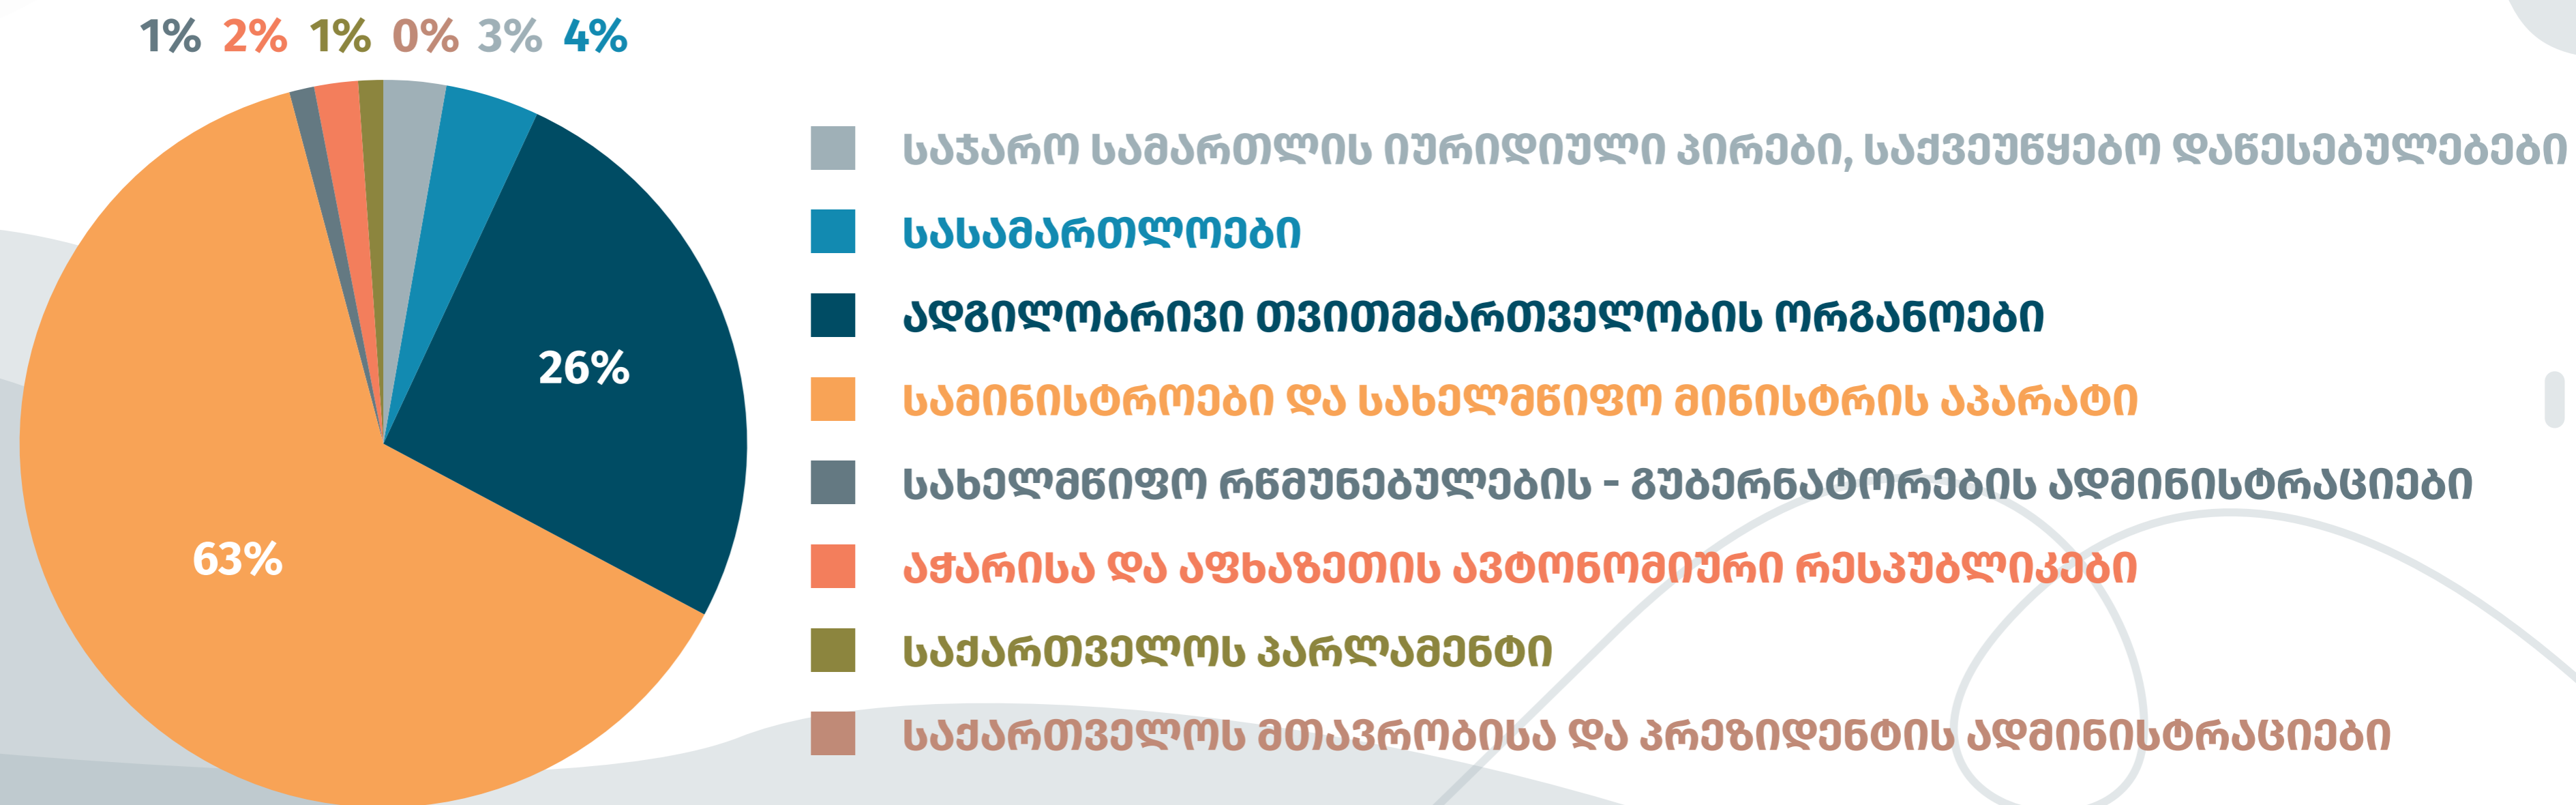 1% 2% 1% 0% 3% 4%
საჯარო სამართლის იურიდიული პირები, საქვეუწყებო დაწესებულებები
სასამართლოები
ადგილობრივი თვითმმართველობის ორგანოები
26%
სამინისტროები და სახელმწიფო მინისტრის აპარატი
სახელმწიფო რწმუნებულების - გუბერნატორების ადმინისტრაციები
63%
აჭარისა და აფხაზეთის ავტონომიური რესპუბლიკები
საქართველოს პარლამენტი
საქართველოს მთავრობისა და პრეზიდენტის ადმინისტრაციები